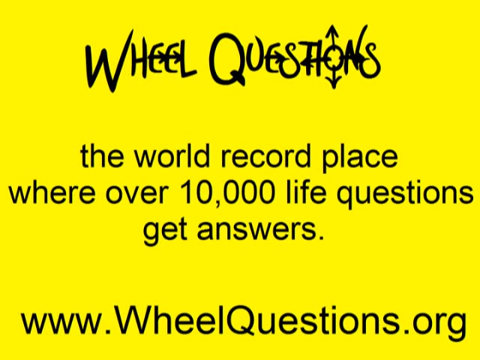 WHEEL QUESTIONS
the world record place
where over 10,000 life questions
get answers.
www.WheelQuestions.org